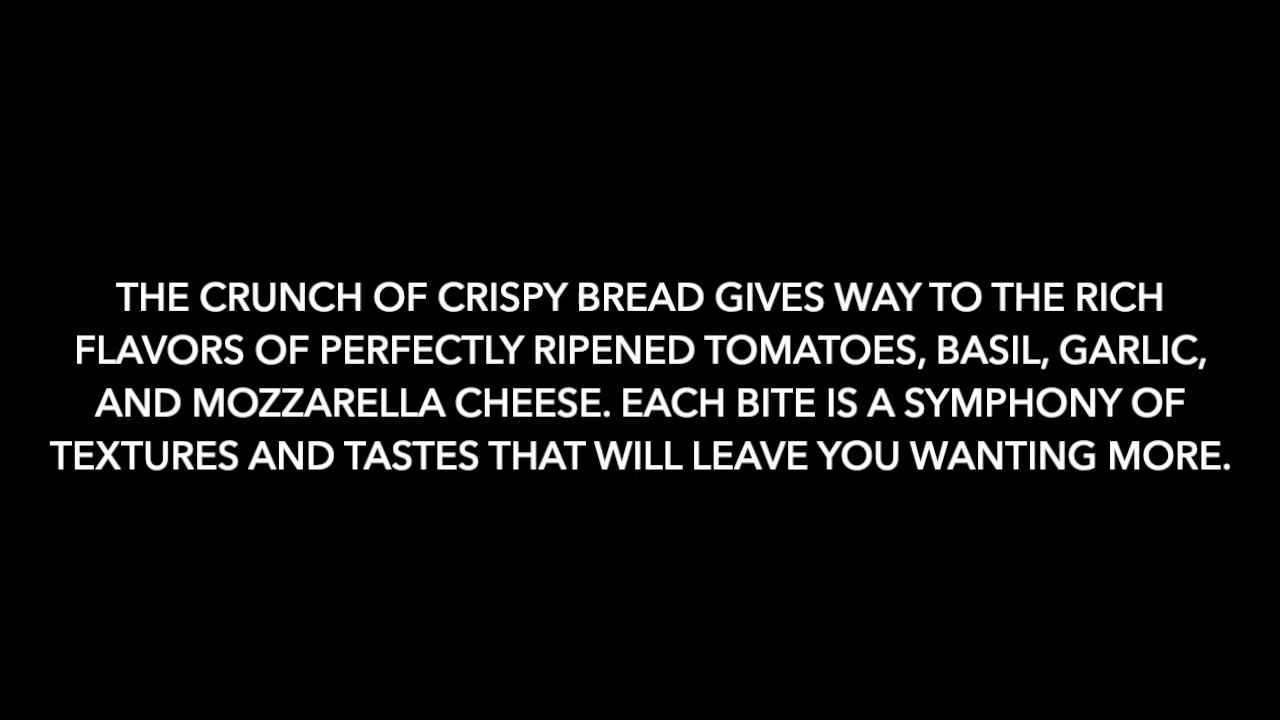 THE CRUNCH OF CRISPY BREAD GIVES WAY TO THE RICH
FLAVORS OF PERFECTLY RIPENED TOMATOES, BASIL, GARLIC,
AND MOZZARELLA CHEESE. EACH BITE IS A SYMPHONY OF
TEXTURES AND TASTES THAT WILL LEAVE YOU WANTING MORE.